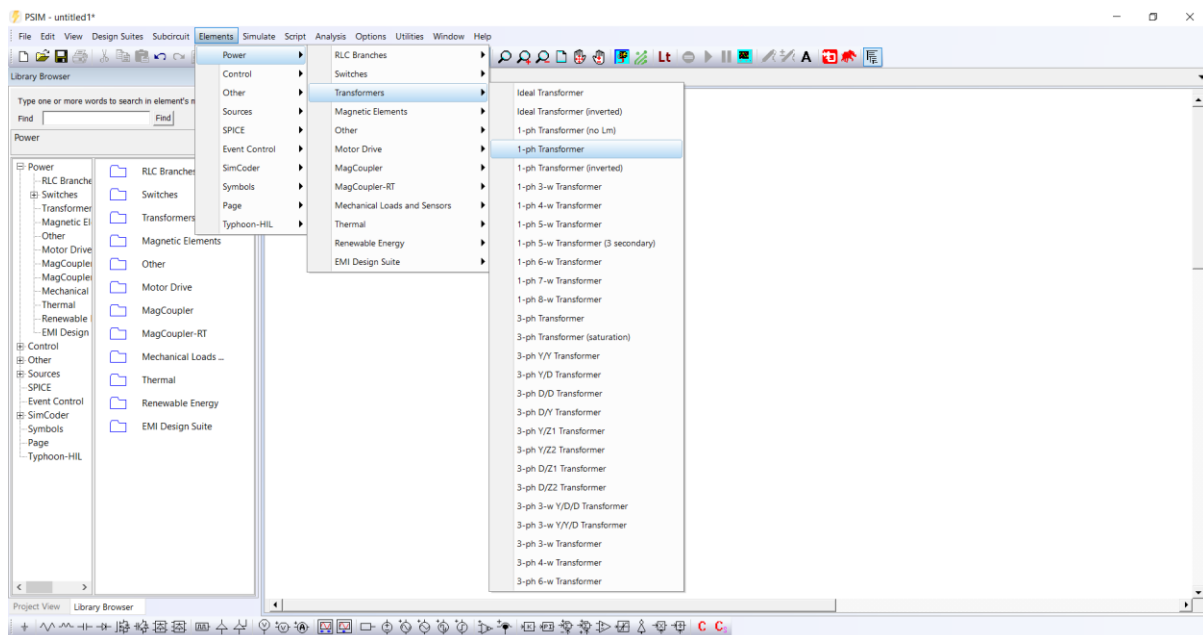 PSIM - untitled1*
File Edit View Design Suites Subcircuit Elements Simulate Script Analysis Options Utilities Window Help
Lt
Library Browser
Type one or more words to search in element's n
Find
Find
Power
Power
RLC Branche
Switches
Transformer
Magnetic El
Other
Motor Drive
MagCoupler
MagCoupler
Mechanical
Thermal
Renewable
EMI Design
Control
Other
Sources
SPICE
Event Control
SimCoder
Symbols
Page
Typhoon-HIL
RLC Branche
Switches
Transformers
Magnetic Elements
Other
Motor Drive
MagCoupler
MagCoupler-RT
Mechanical Loads ...
Thermal
Renewable Energy
EMI Design Suite
Power
Control
Other
Sources
SPICE
Event Control
SimCoder
Symbols
Page
Typhoon-HIL
RLC Branches
Switches
Transformers
Magnetic Elements
Other
Motor Drive
MagCoupler
MagCoupler-RT
Mechanical Loads and Sensors
Thermal
Renewable Energy
EMI Design Suite
Ideal Transformer
Ideal Transformer (inverted)
1-ph Transformer (no Lm)
1-ph Transformer
1-ph Transformer (inverted)
1-ph 3-w Transformer
1-ph 4-w Transformer
1-ph 5-w Transformer
1-ph 5-w Transformer (3 secondary)
1-ph 6-w Transformer
1-ph 7-w Transformer
1-ph 8-w Transformer
3-ph Transformer
3-ph Transformer (saturation)
3-ph Y/Y Transformer
3-ph Y/D Transformer
3-ph D/D Transformer
3-ph D/Y Transformer
3-ph Y/Z1 Transformer
3-ph Y/Z2 Transformer
3-ph D/Z1 Transformer
3-ph D/Z2 Transformer
3-ph 3-w Y/D/D Transformer
3-ph 3-w Y/Y/D Transformer
3-ph 3-w Transformer
3-ph 4-w Transformer
3-ph 6-w Transformer
Project View Library Browser